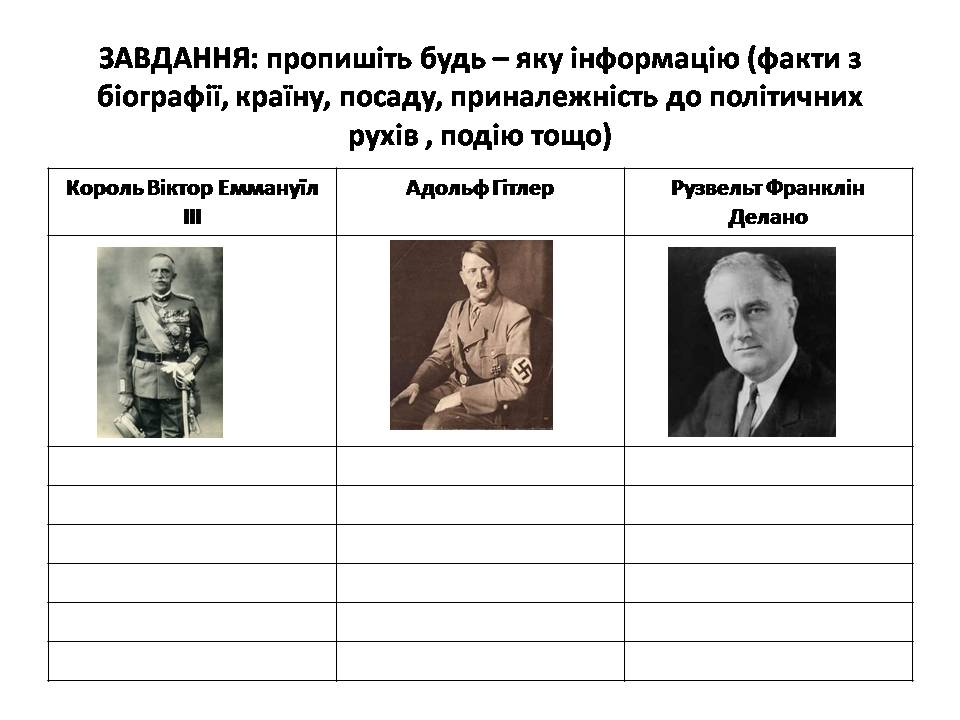 ЗАВДАННЯ: пропишіть будь – яку інформацію (факти з
біографії, країну, посаду, приналежність до політичних
рухів , подію тощо)
Король Віктор Еммануїл
ІІІ
Адольф Гітлер
Рузвельт Франклін
Делано